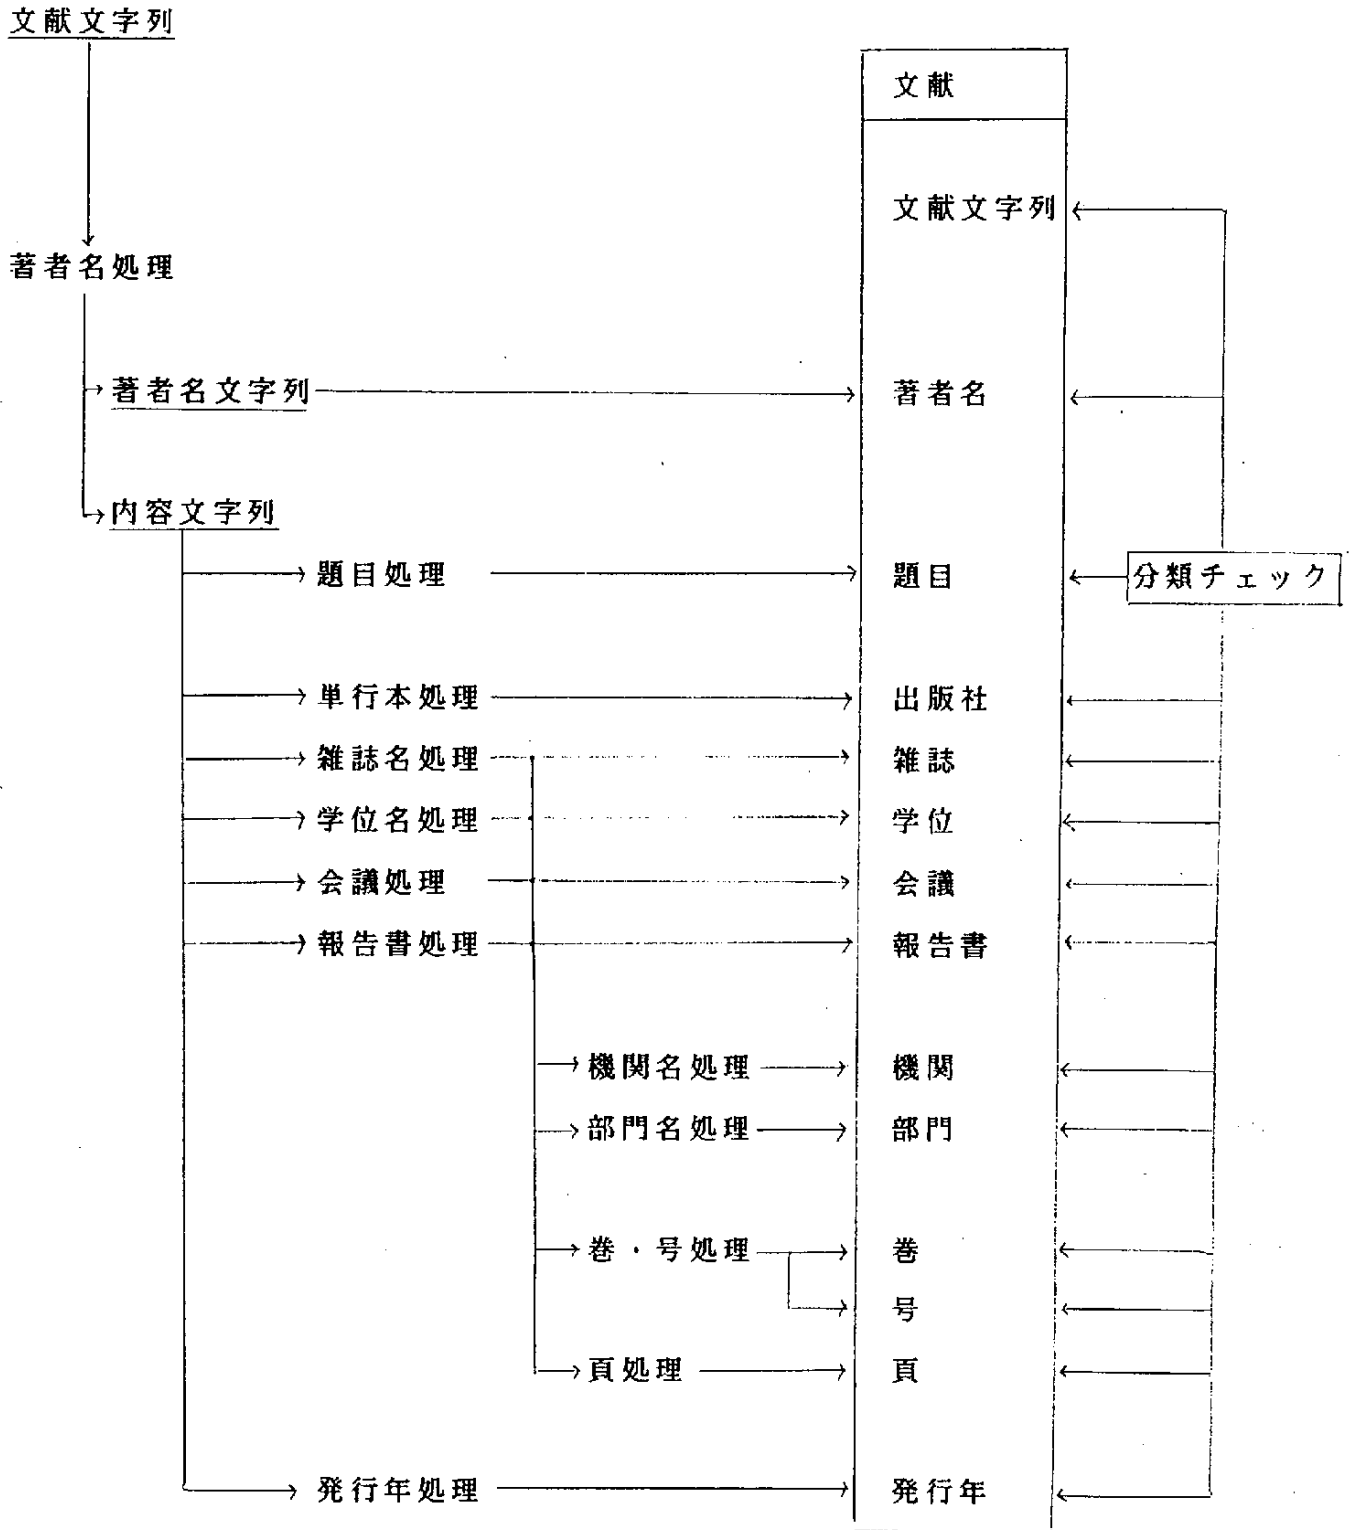 文献文字列
文献
文献文字列
著者名処理
著者名文字列 著者名
内容文字列
題目処理 題目 分類チェック
単行本処理 出版社
雑誌名処理 雑誌
学位名処理 学位
会議処理 会議
報告書処理 報告書
機関名処理 機関
部門名処理 部門
巻・号処理 巻
号
頁処理 頁
発行年処理 発行年